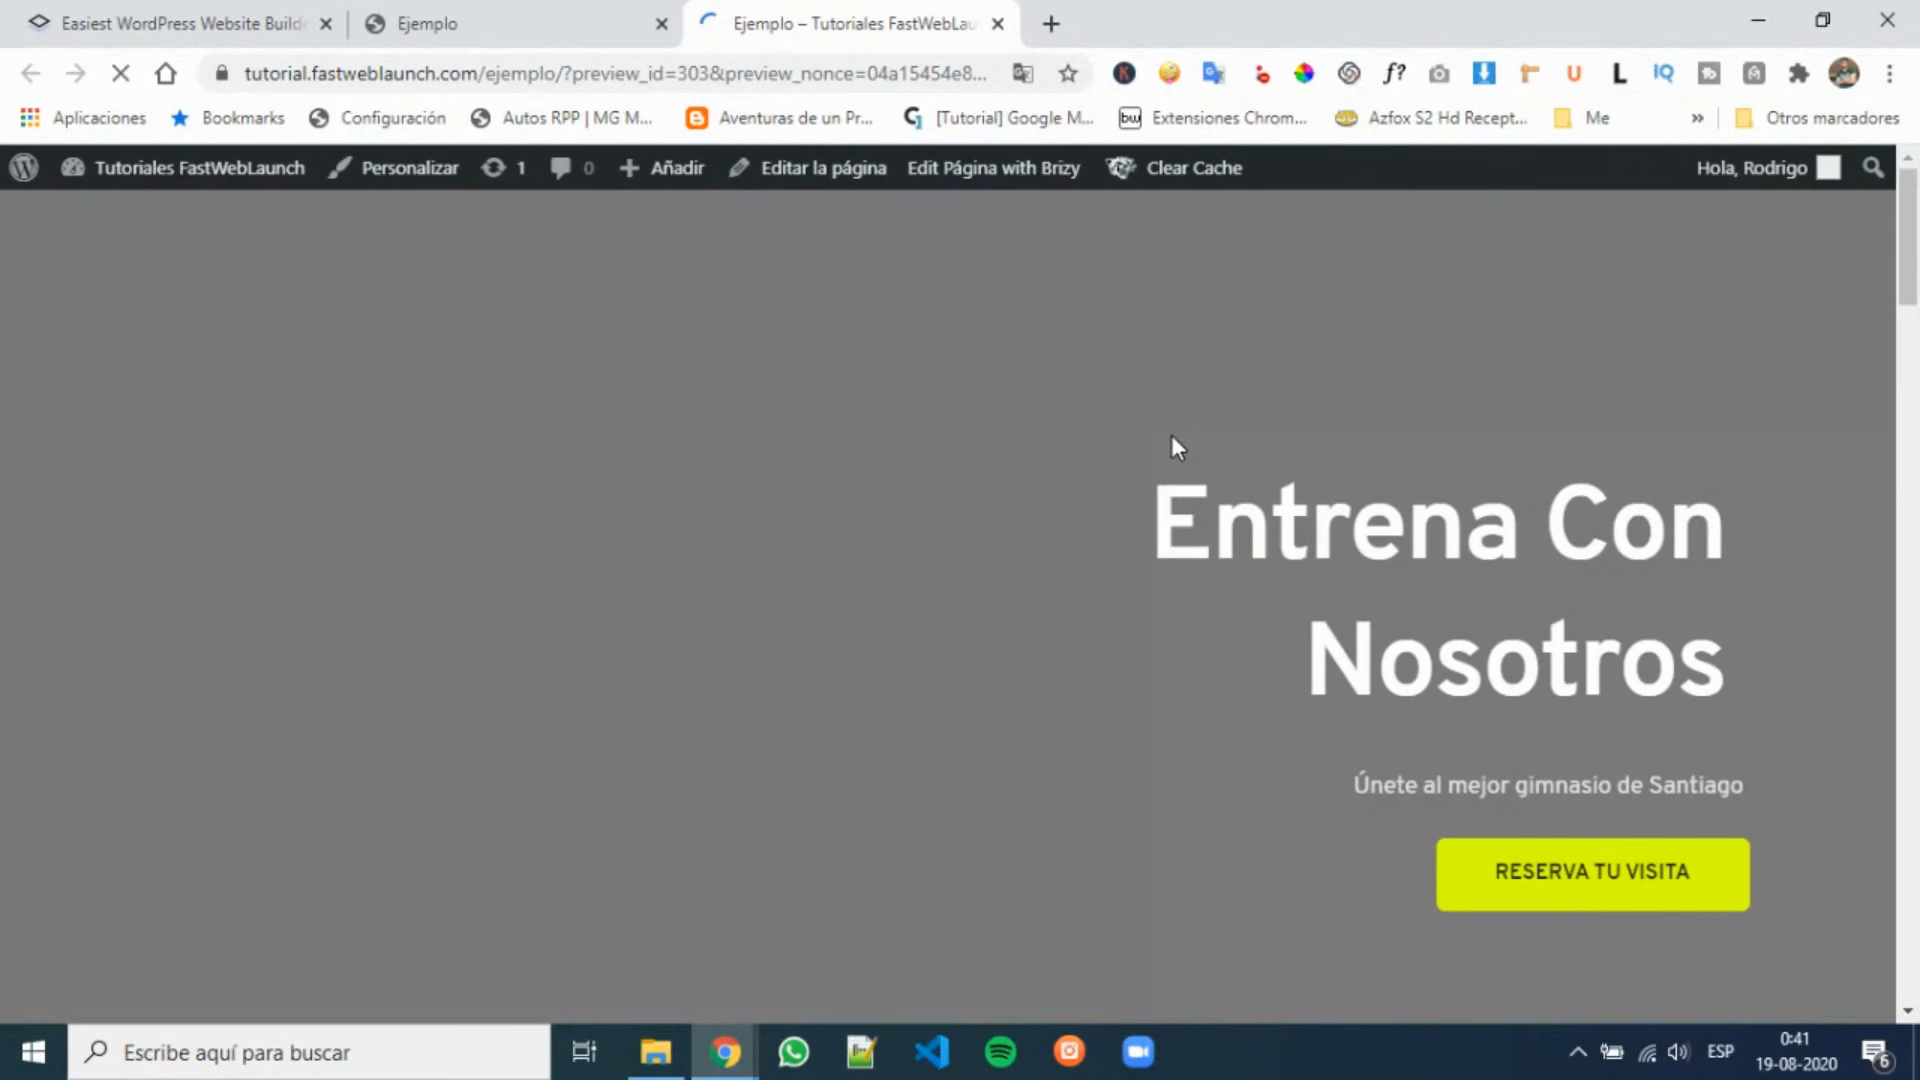 Easiest WordPress Website Builde
Ejemplo
Ejemplo – Tutoriales FastWebLau
tutorial.fastweblaunch.com/ejemplo/?preview_id=303&preview_nonce=04a15454e8...
Aplicaciones
Bookmarks
Configuración
Autos RPP | MG M...
Aventuras de un Pr...
[Tutorial] Google M...
bw
Extensiones Chrom...
Azfox S2 Hd Recept...
Me
»
Otros marcadores
Tutoriales FastWebLaunch
Personalizar
1
0
Añadir
Editar la página
Edit Página with Brizy
Clear Cache
Hola, Rodrigo
Entrena Con
Nosotros
Únete al mejor gimnasio de Santiago
RESERVA TU VISITA
Escribe aquí para buscar
ESP
0:41
19-08-2020
6